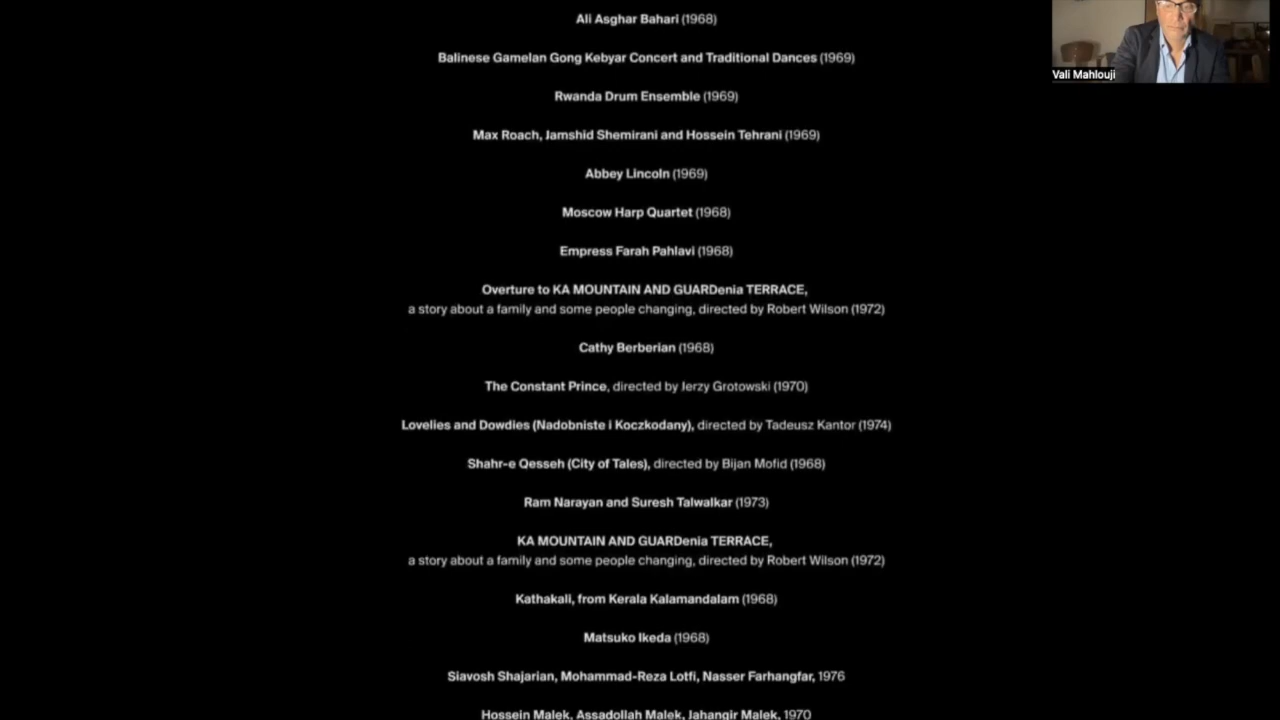 Ali Asghar Bahari (1968)
Vali Mahlouji
Balinese Gamelan Gong Kebyar Concert and Traditional Dances (1969)
Rwanda Drum Ensemble (1969)
Max Roach, Jamshid Shemirani and Hossein Tehrani (1969)
Abbey Lincoln (1969)
Moscow Harp Quartet (1968)
Empress Farah Pahlavi (1968)
Overture to KA MOUNTAIN AND GUARDenia TERRACE,
a story about a family and some people changing, directed by Robert Wilson (1972)
Cathy Berberian (1968)
The Constant Prince, directed by Jerzy Grotowski (1970)
Lovelies and Dowdies (Nadobniste i Koczkodany), directed by Tadeusz Kantor (1974)
Shahr-e Qesseh (City of Tales), directed by Bijan Mofid (1968)
Ram Narayan and Suresh Talwalkar (1973)
KA MOUNTAIN AND GUARDenia TERRACE,
a story about a family and some people changing, directed by Robert Wilson (1972)
Kathakali, from Kerala Kalamandalam (1968)
Matsuko Ikeda (1968)
Siavosh Shajarian, Mohammad-Reza Lotfi, Nasser Farhangfar, 1976
Hossein Malek, Assadollah Malek, Jahangir Malek, 1970